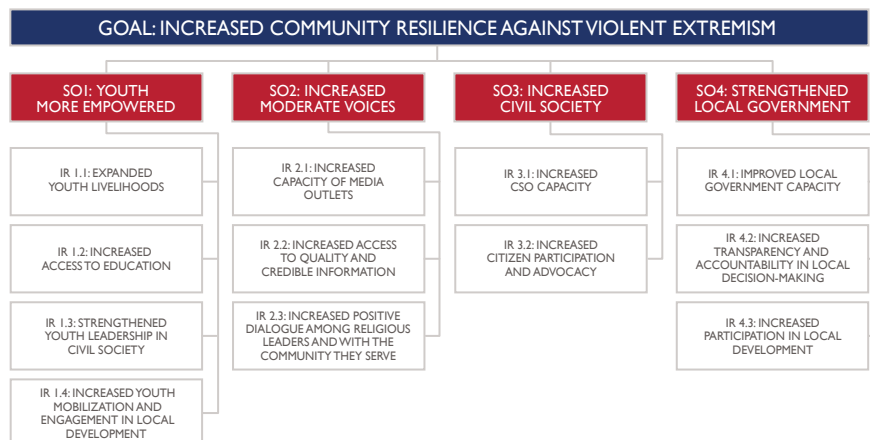 GOAL: INCREASED COMMUNITY RESILIENCE AGAINST VIOLENT EXTREMISM
SO1: YOUTH
MORE EMPOWERED
SO2: INCREASED
MODERATE VOICES
SO3: INCREASED
CIVIL SOCIETY
SO4: STRENGTHENED
LOCAL GOVERNMENT
IR 1.1: EXPANDED
YOUTH LIVELIHOODS
IR 2.1: INCREASED
CAPACITY OF MEDIA
OUTLETS
IR 3.1: INCREASED
CSO CAPACITY
IR 4.1: IMPROVED LOCAL
GOVERNMENT CAPACITY
IR 1.2: INCREASED
ACCESS TO EDUCATION
IR 2.2: INCREASED ACCESS
TO QUALITY AND
CREDIBLE INFORMATION
IR 3.2: INCREASED
CITIZEN PARTICIPATION
AND ADVOCACY
IR 4.2: INCREASED
TRANSPARENCY AND
ACCOUNTABILITY IN LOCAL
DECISION-MAKING
IR 1.3: STRENGTHENED
YOUTH LEADERSHIP IN
CIVIL SOCIETY
IR 2.3: INCREASED POSITIVE
DIALOGUE AMONG RELIGIOUS
LEADERS AND WITH THE
COMMUNITY THEY SERVE
IR 4.3: INCREASED
PARTICIPATION IN LOCAL
DEVELOPMENT
IR 1.4: INCREASED YOUTH
MOBILIZATION AND
ENGAGEMENT IN LOCAL
DEVELOPMENT